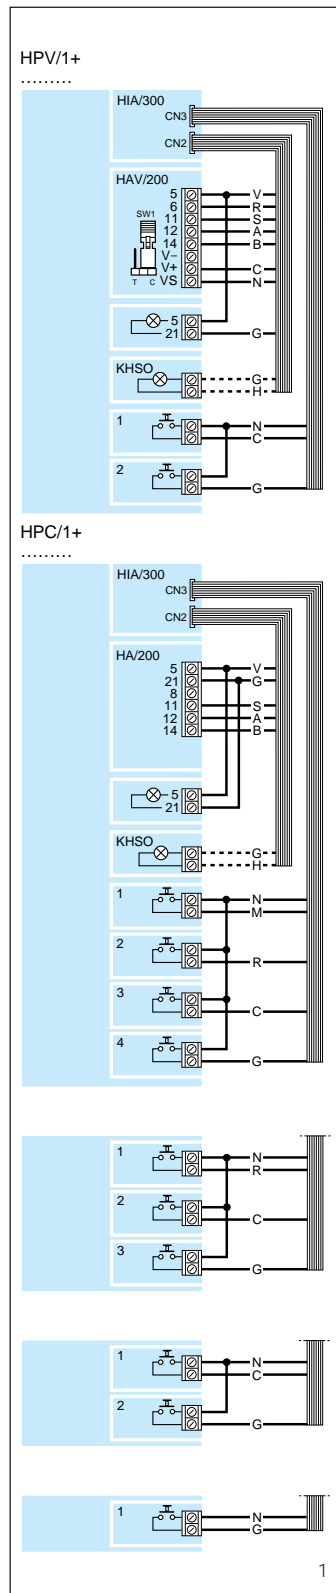 HPV/1+
.........
HIA/300
CN3
CN2
HAV/200
5 V
6 R
SW1 11 S
12 A
14 B
V–
V+ C
T C VS N
5
21 G
KHSO
G
H
1 N
C
2
G
HPC/1+
.........
HIA/300
CN3
CN2
HA/200
5 V
21 G
8
11 S
12 A
14 B
5
21
KHSO
G
H
1 N
M
2
R
3
C
4
G
1 N
R
2
C
3
G
1 N
C
2
G
1 N
G
1